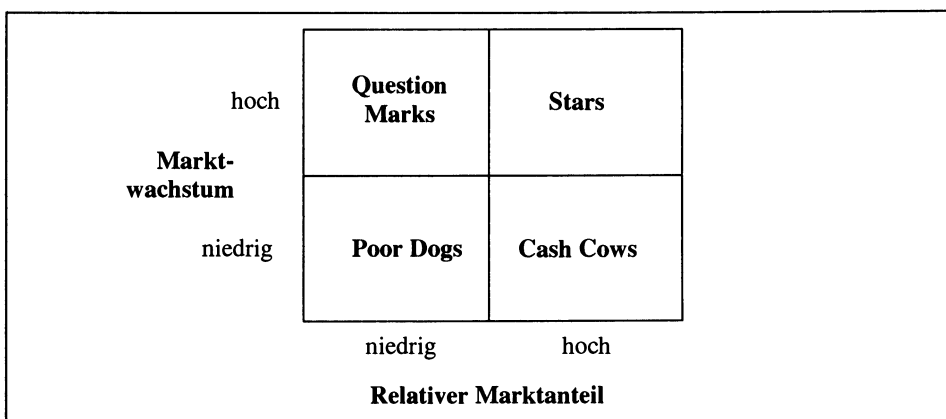 Question
Marks
Stars
hoch
Markt-
wachstum
niedrig
Poor Dogs
Cash Cows
niedrig
hoch
Relativer Marktanteil